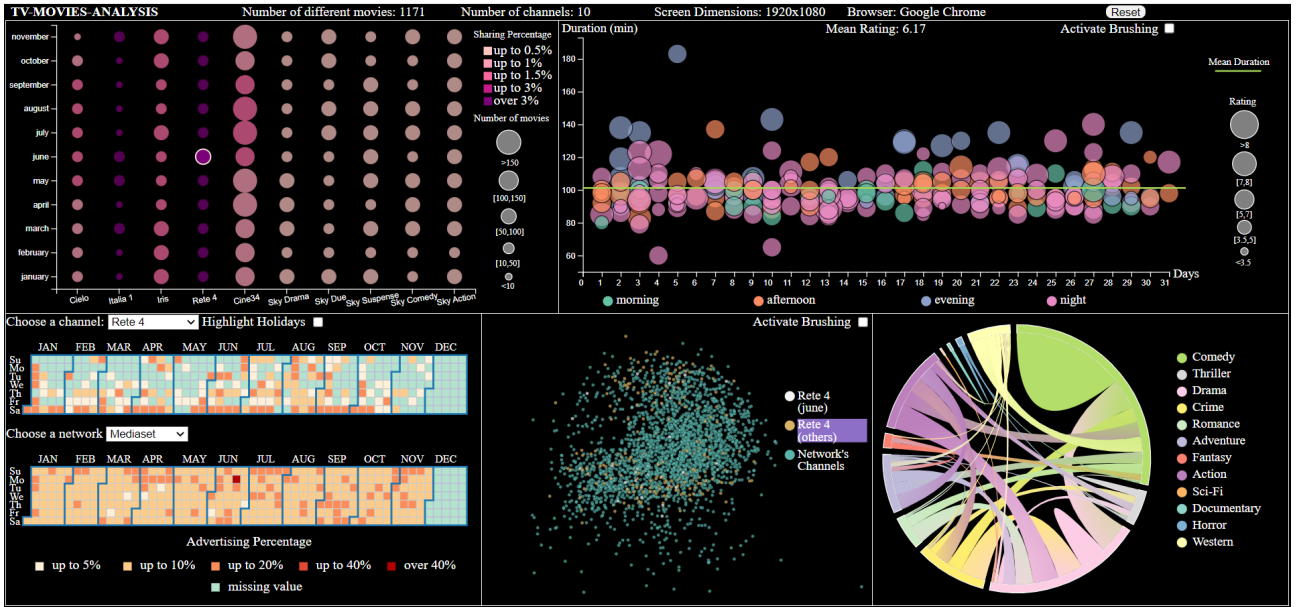 TV-MOVIES-ANALYSIS Number of different movies: 1171 Number of channels: 10 Screen Dimensions: 1920x1080 Browser: Google Chrome Reset
november
october
september
august
july
june
may
april
march
february
january
Cielo Italia 1 Iris Rete 4 Cine34 Sky Drama Sky Due Sky Suspense Sky Comedy Sky Action
Sharing Percentage
up to 0.5%
up to 1%
up to 1.5%
up to 3%
over 3%
Number of movies
>150
[100,150]
[50,100]
[10,50]
<10
Duration (min) Mean Rating: 6.17 Activate Brushing
180
160
140
120
100
80
60
0 1 2 3 4 5 6 7 8 9 10 11 12 13 14 15 16 17 18 19 20 21 22 23 24 25 26 27 28 29 30 31 Days
morning afternoon evening night
Mean Duration
Rating
>8
[7,8]
[5,7]
[3.5,5]
<3.5
Choose a channel: Rete 4 Highlight Holidays
JAN FEB MAR APR MAY JUN JUL AUG SEP OCT NOV DEC
Su
Mo
Tu
We
Th
Fr
Sa
Choose a network Mediaset
JAN FEB MAR APR MAY JUN JUL AUG SEP OCT NOV DEC
Su
Mo
Tu
We
Th
Fr
Sa
Advertising Percentage
up to 5% up to 10% up to 20% up to 40% over 40%
missing value
Activate Brushing
Rete 4
(june)
Rete 4
(others)
Network's
Channels
Comedy
Thriller
Drama
Crime
Romance
Adventure
Fantasy
Action
Sci-Fi
Documentary
Horror
Western